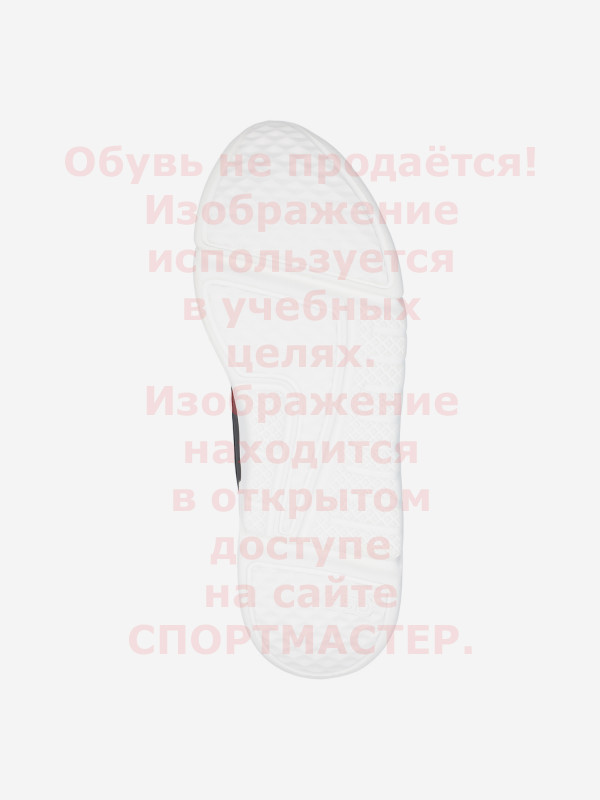 Обувь не продаётся!
Изображение
используется
в учебных
целях.
Изображение
находится
в открытом
доступе
на сайте
СПОРТМАСТЕР.